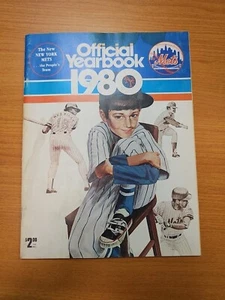 The New
NEW YORK
METS
the People's
Team
Official
Yearbook
1980
Mets
$2.00